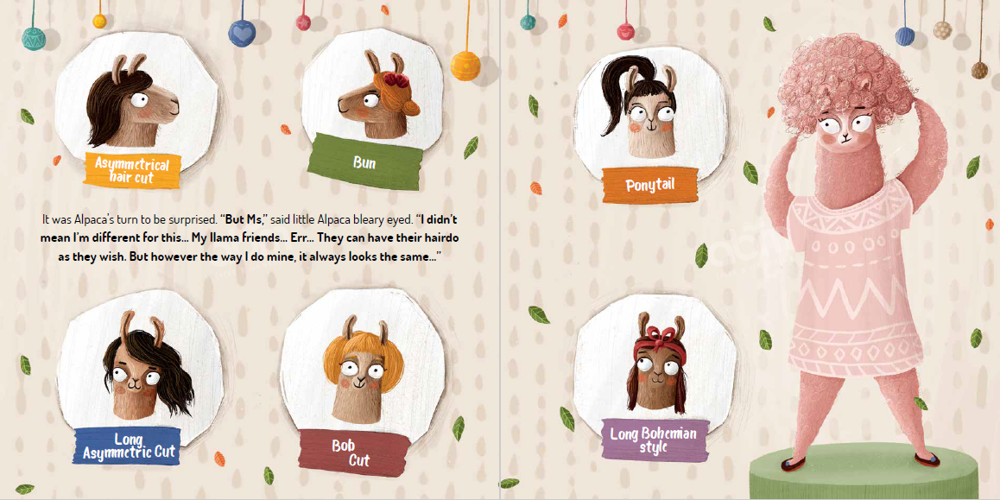 Asymmetrical
hair cut
Bun
Ponytail
It was Alpaca's turn to be surprised. “But Ms,” said little Alpaca bleary eyed. “I didn't
mean I'm different for this... My llama friends... Err... They can have their hairdo
as they wish. But however the way I do mine, it always looks the same...”
Long
Asymmetric Cut
Bob
Cut
Long Bohemian
style